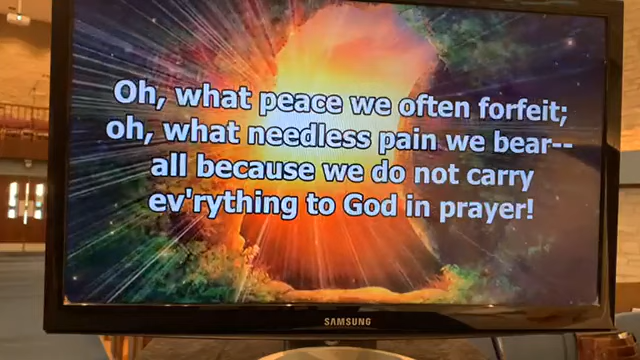 Oh, what peace we often forfeit;
oh, what needless pain we bear--
all because we do not carry
ev'rything to God in prayer!
SAMSUNG